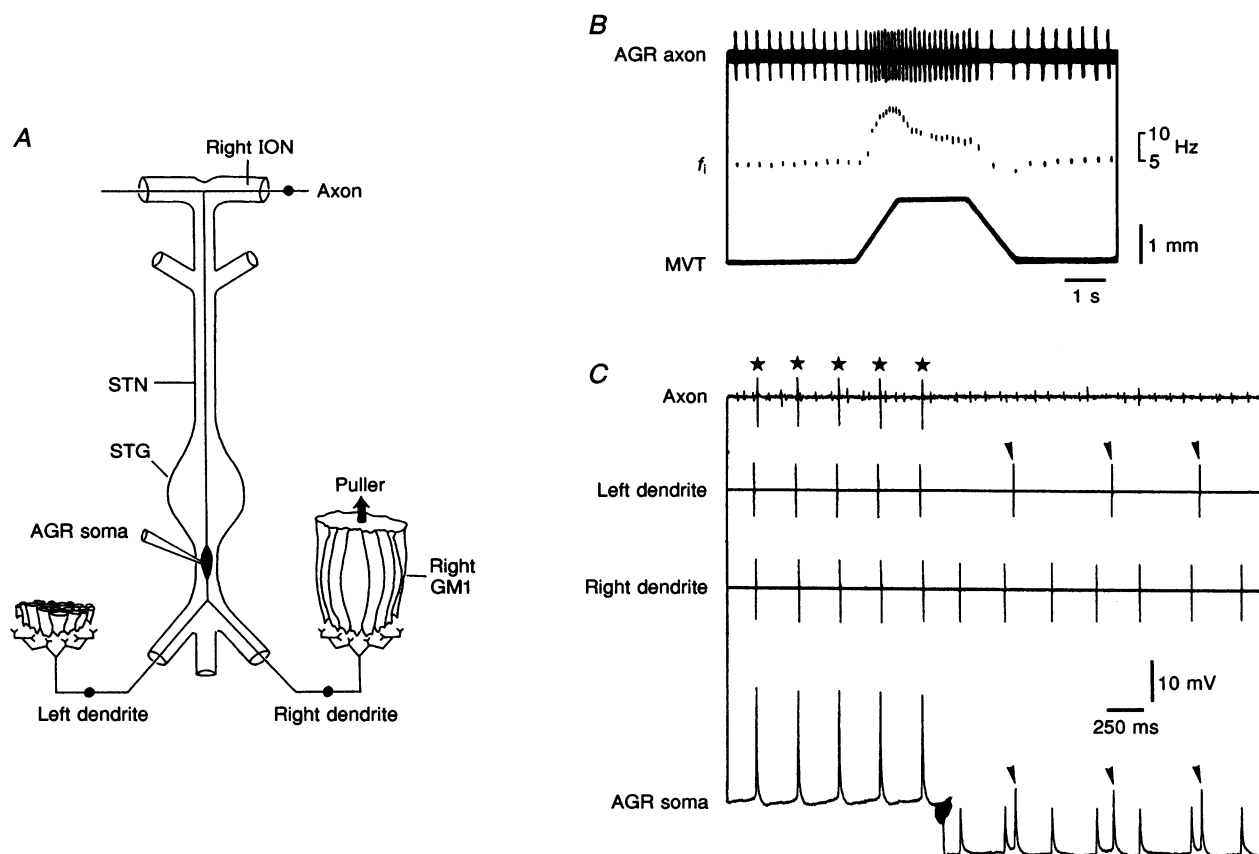 A
Right ION
Axon
STN
STG
AGR soma
Puller
Right
GM1
Left dendrite
Right dendrite
B
AGR axon
fi
10
5
Hz
MVT
1 mm
1 s
C
★ ★ ★ ★ ★
Axon
Left dendrite
Right dendrite
10 mV
250 ms
AGR soma